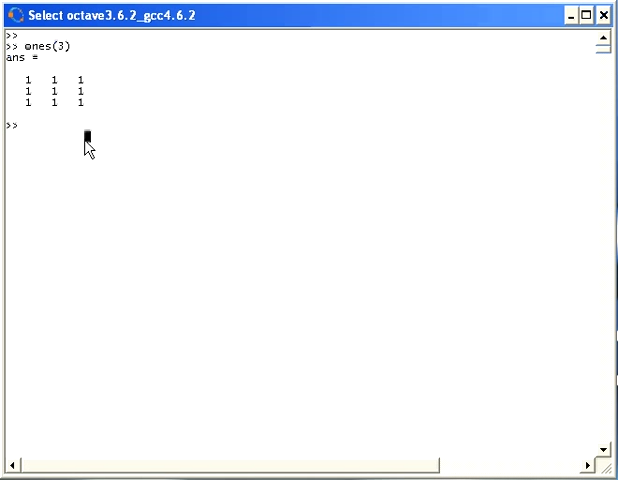 Select octave3.6.2_gcc4.6.2
>>
>> ones(3)
ans =
1 1 1
1 1 1
1 1 1
>>